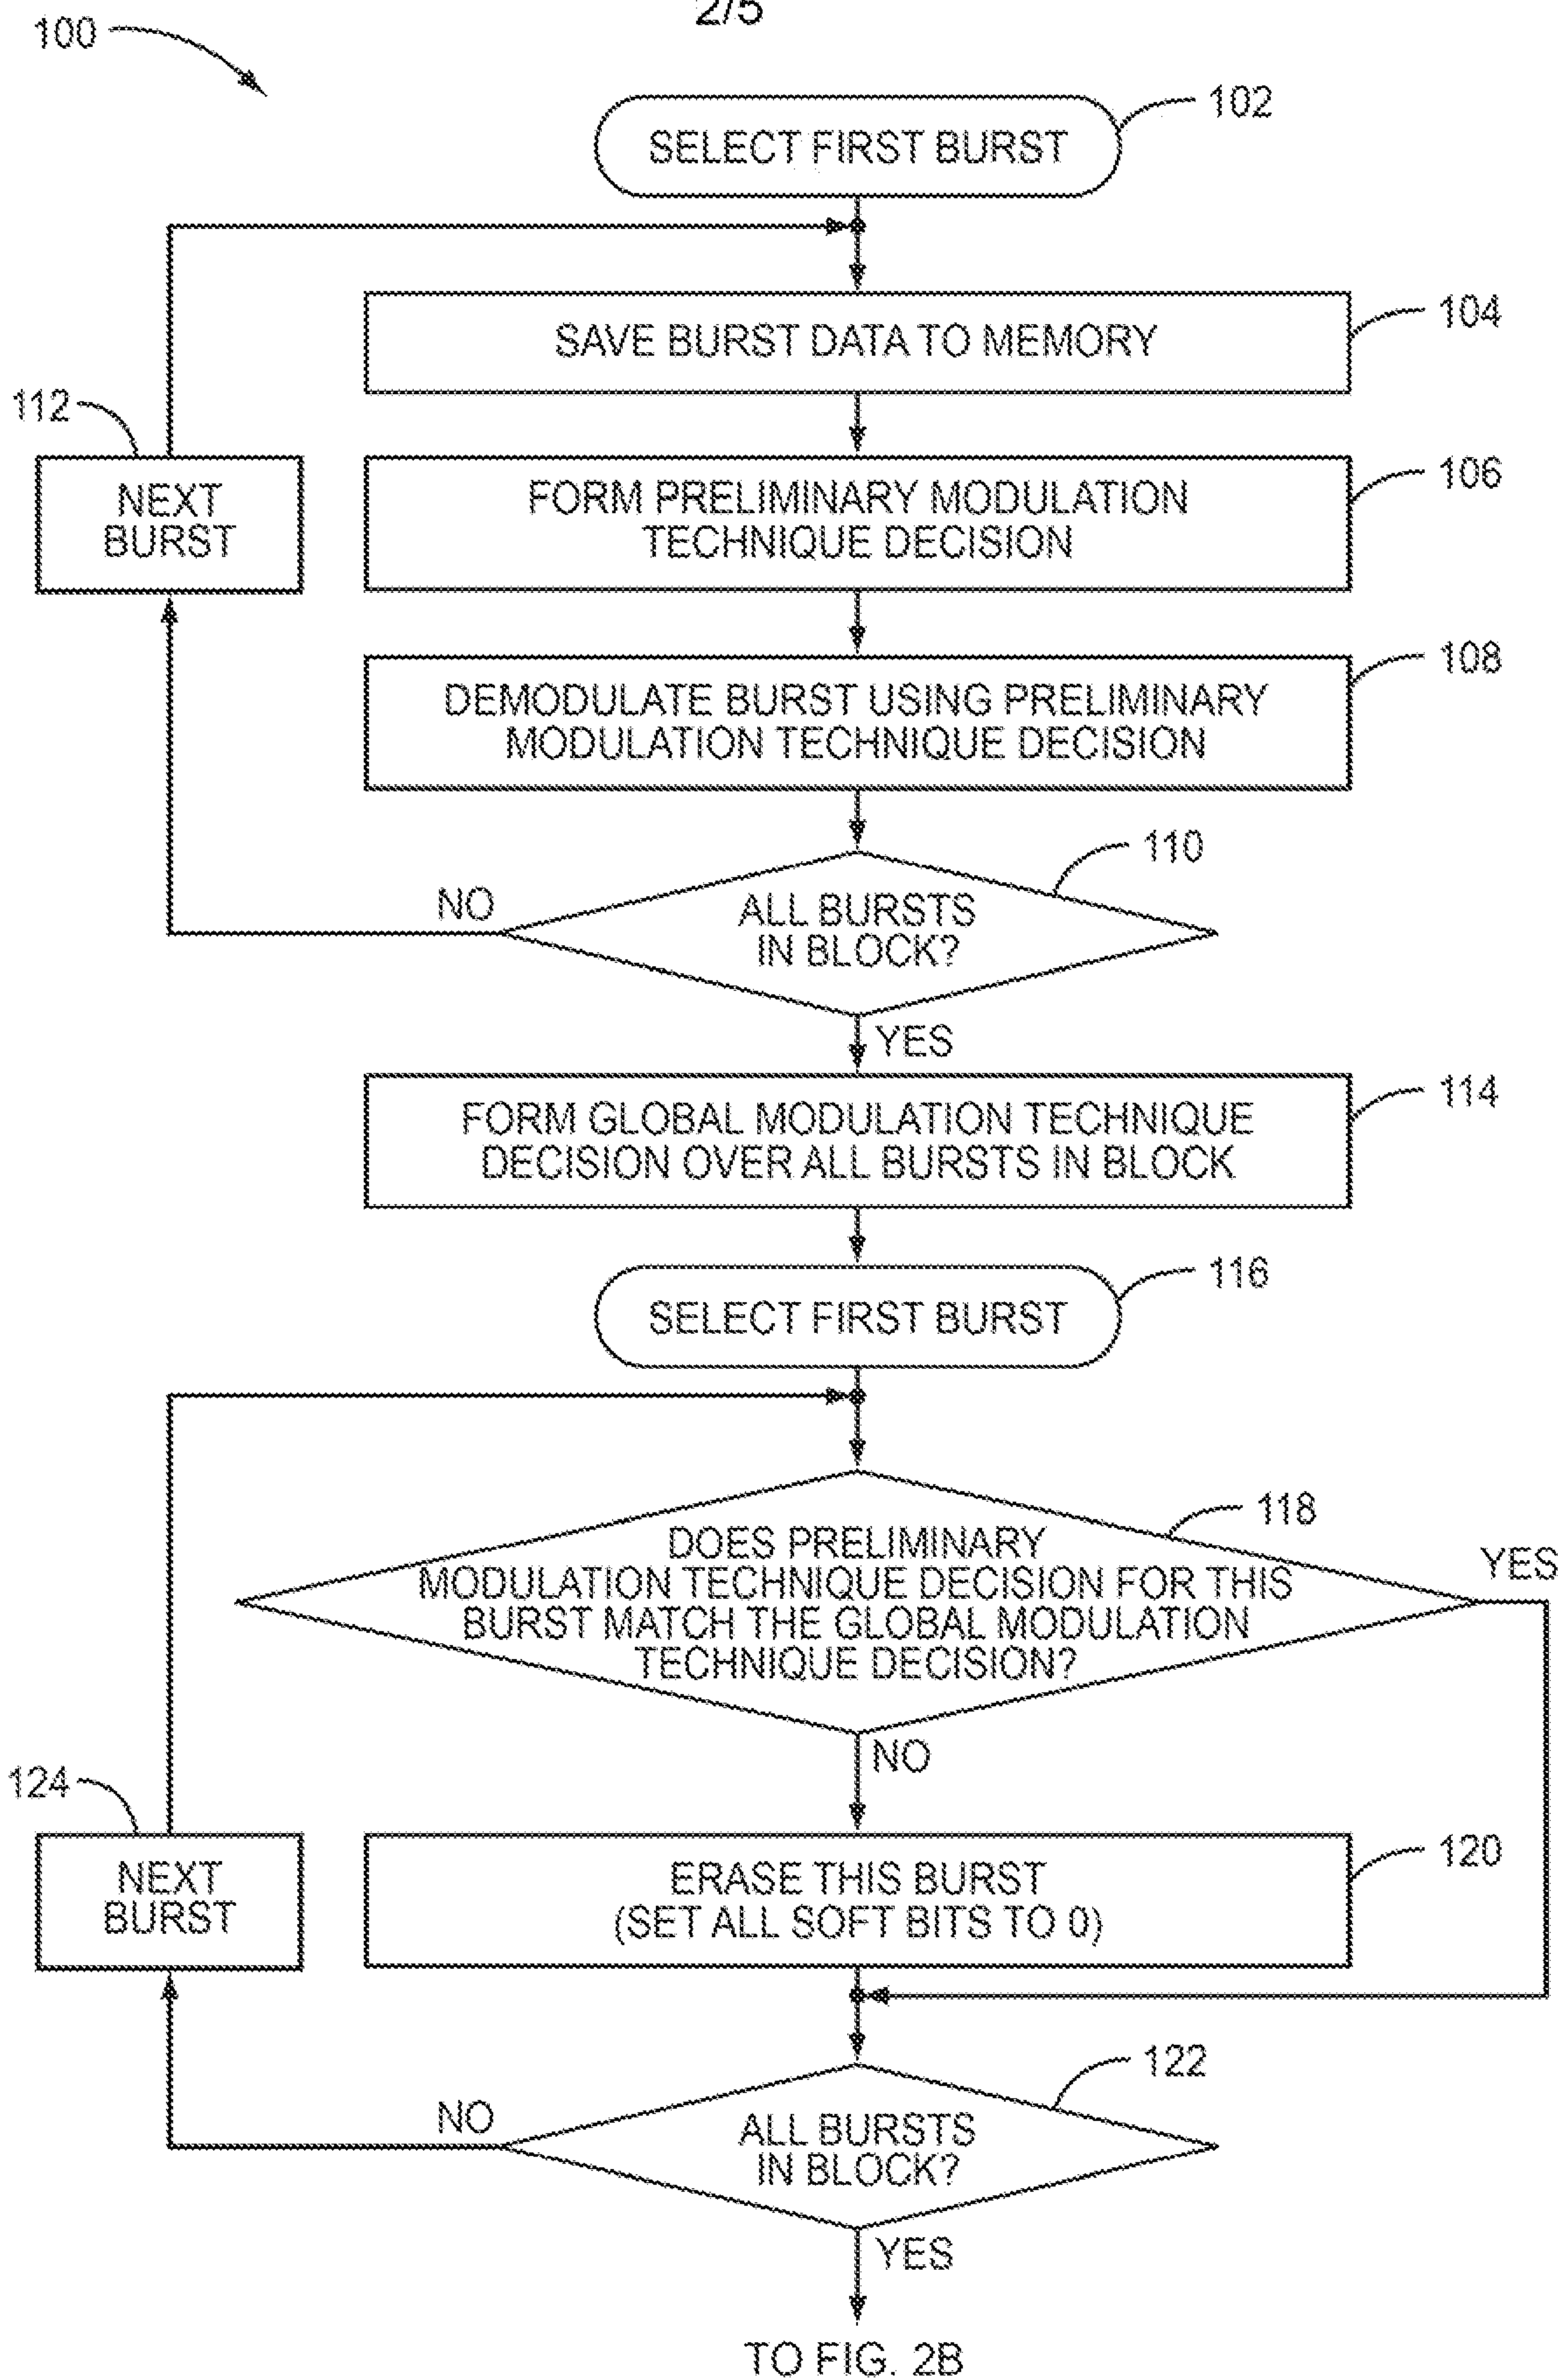 2/5
100
102
SELECT FIRST BURST
104
SAVE BURST DATA TO MEMORY
112
NEXT
BURST
106
FORM PRELIMINARY MODULATION
TECHNIQUE DECISION
108
DEMODULATE BURST USING PRELIMINARY
MODULATION TECHNIQUE DECISION
110
NO
ALL BURSTS
IN BLOCK?
YES
114
FORM GLOBAL MODULATION TECHNIQUE
DECISION OVER ALL BURSTS IN BLOCK
116
SELECT FIRST BURST
118
DOES PRELIMINARY
MODULATION TECHNIQUE DECISION FOR THIS
BURST MATCH THE GLOBAL MODULATION
TECHNIQUE DECISION?
YES
NO
124
NEXT
BURST
120
ERASE THIS BURST
(SET ALL SOFT BITS TO 0)
122
NO
ALL BURSTS
IN BLOCK?
YES
TO FIG. 2B